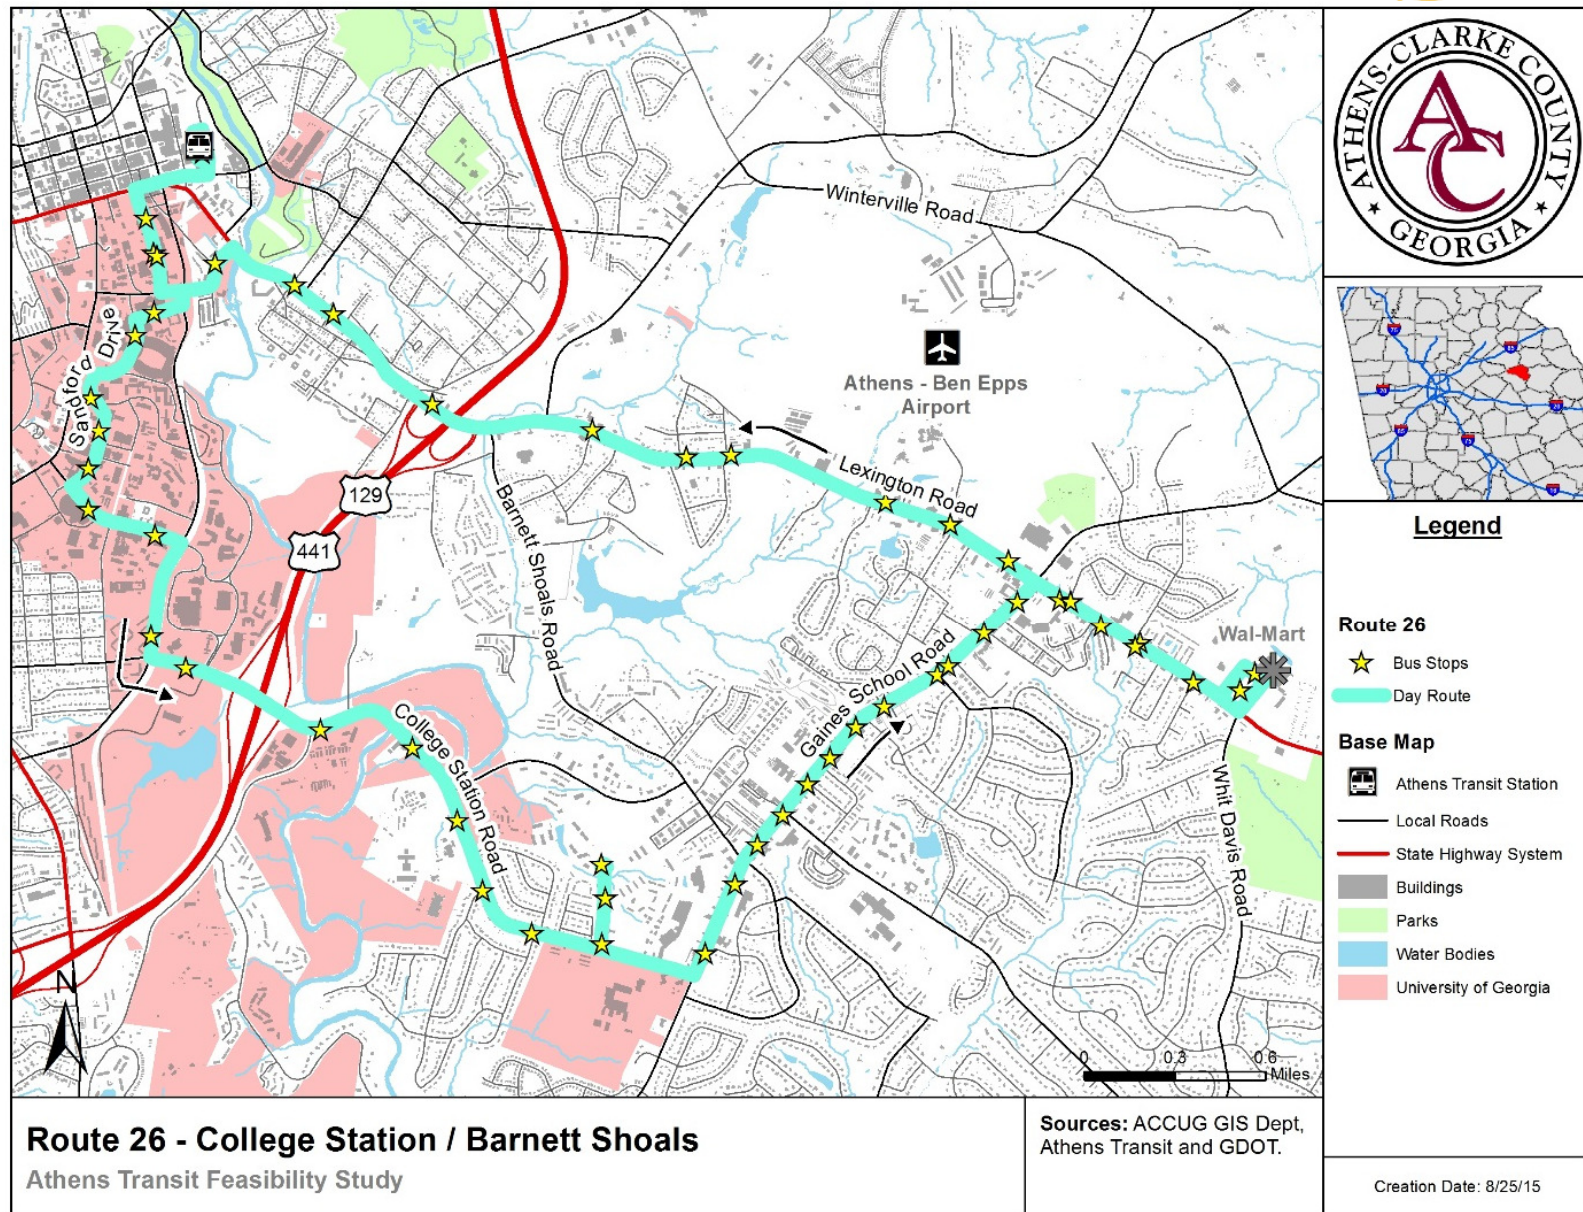 ATHENS-CLARKE COUNTY
AC
★ GEORGIA ★
Winterville Road
Athens - Ben Epps
Airport
Sanford Drive
Lexington Road
129
441
Barnett Shoals Road
Wal-Mart
Gaines School Road
College Station Road
Whit Davis Road
N
0 0.3 0.6
Miles
Legend
Route 26
Bus Stops
Day Route
Base Map
Athens Transit Station
Local Roads
State Highway System
Buildings
Parks
Water Bodies
University of Georgia
Route 26 - College Station / Barnett Shoals
Athens Transit Feasibility Study
Sources: ACCUG GIS Dept,
Athens Transit and GDOT.
Creation Date: 8/25/15